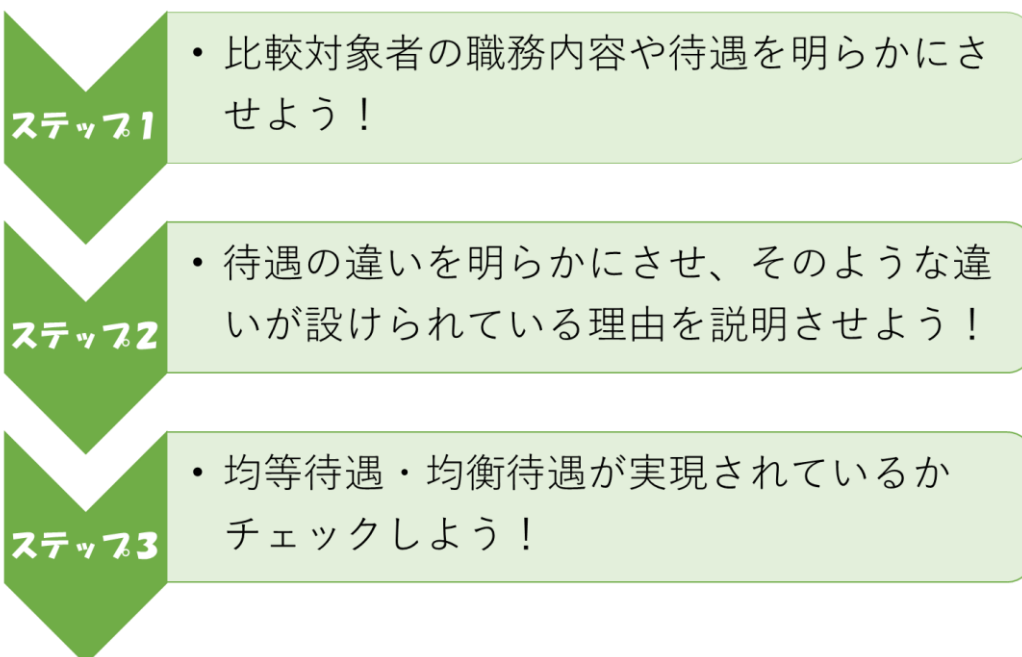 ステップ1
・比較対象者の職務内容や待遇を明らかにさ
せよう！
ステップ2
・待遇の違いを明らかにさせ、そのような違
いが設けられている理由を説明させよう！
ステップ3
・均等待遇・均衡待遇が実現されているか
チェックしよう！